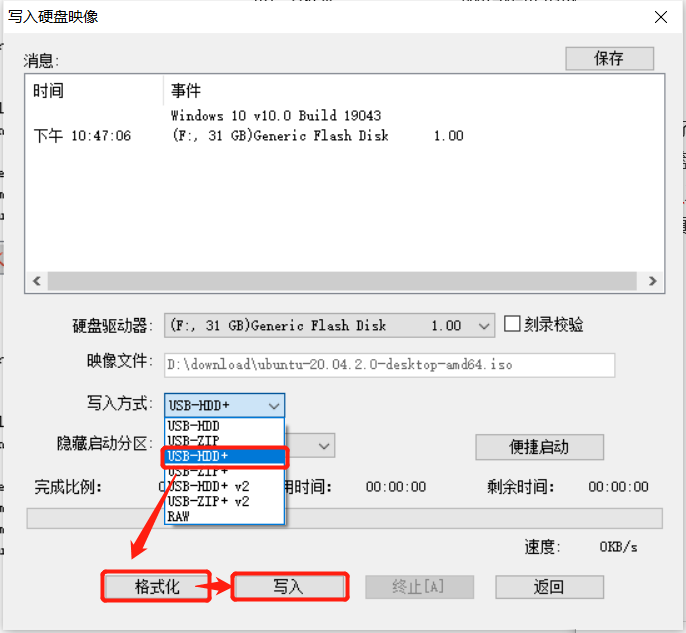 写入硬盘映像
消息:
保存
时间 事件
Windows 10 v10.0 Build 19043
下午 10:47:06 (F:, 31 GB)Generic Flash Disk 1.00
硬盘驱动器: (F:, 31 GB)Generic Flash Disk 1.00 刻录校验
映像文件: D:\download\ubuntu-20.04.2.0-desktop-amd64.iso
写入方式: USB-HDD+
USB-HDD
USB-ZIP
隐藏启动分区: 便捷启动
USB-HDD+
USB-ZIP+
USB-HDD+ v2
USB-ZIP+ v2
RAW
完成比例: 用时间: 00:00:00 剩余时间: 00:00:00
速度: 0KB/s
格式化 写入 终止[A] 返回